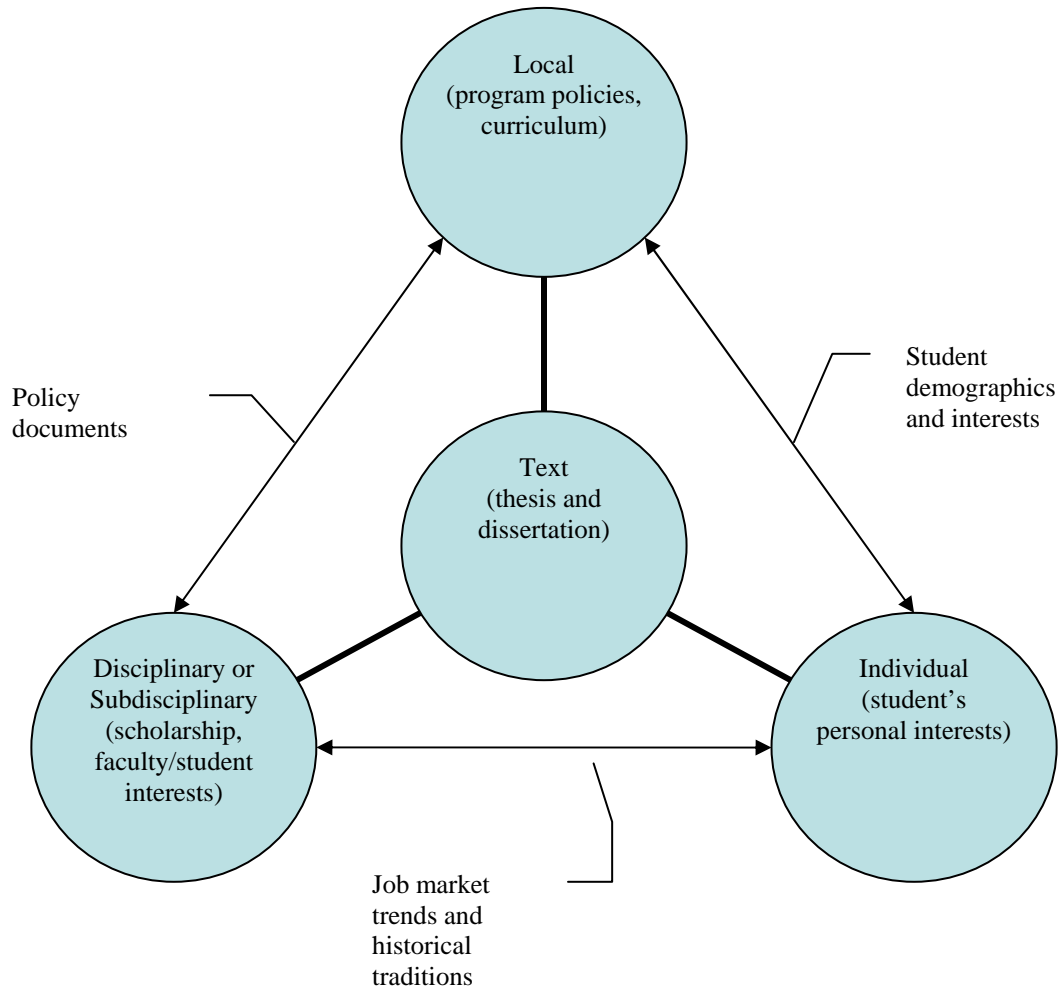 Local
(program policies,
curriculum)
Policy
documents
Student
demographics
and interests
Text
(thesis and
dissertation)
Disciplinary or
Subdisciplinary
(scholarship,
faculty/student
interests)
Individual
(student’s
personal interests)
Job market
trends and
historical
traditions